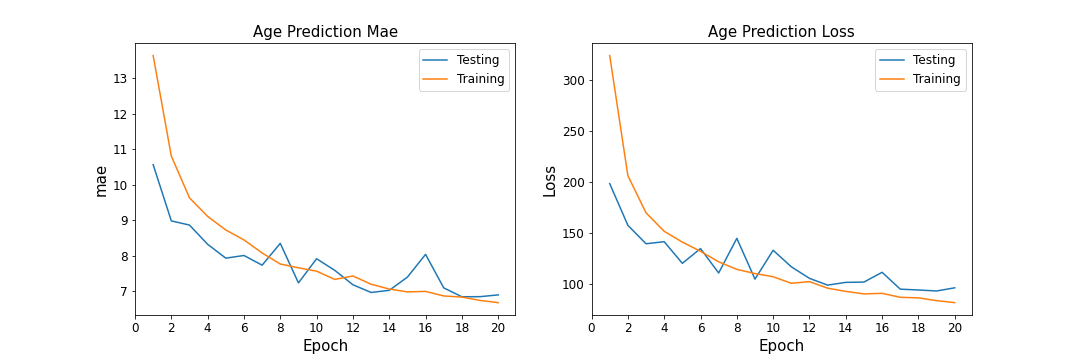 Age Prediction Mae
Testing
Training
13
12
11
10
9
8
7
mae
0 2 4 6 8 10 12 14 16 18 20
Epoch
Age Prediction Loss
Testing
Training
300
250
200
150
100
Loss
0 2 4 6 8 10 12 14 16 18 20
Epoch